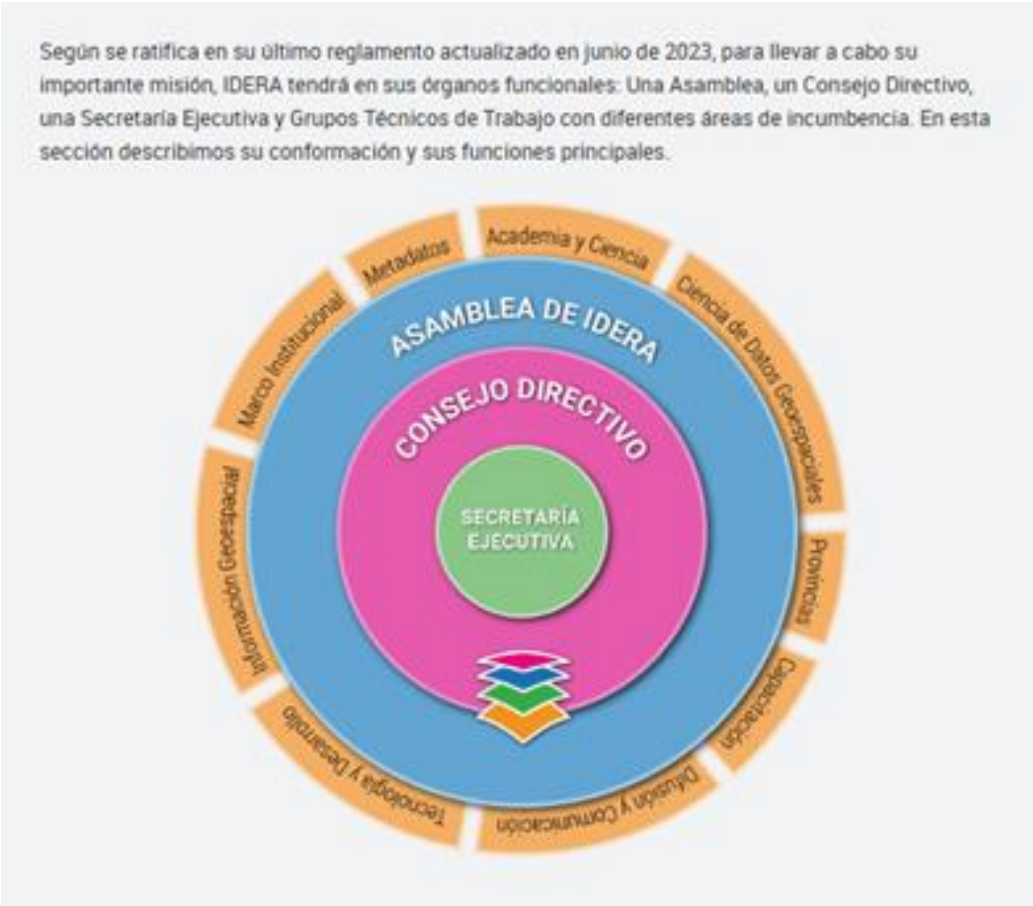 Según se ratifica en su último reglamento actualizado en junio de 2023, para llevar a cabo su
importante misión, IDERA tendrá en sus órganos funcionales: Una Asamblea, un Consejo Directivo,
una Secretaría Ejecutiva y Grupos Técnicos de Trabajo con diferentes áreas de incumbencia. En esta
sección describimos su conformación y sus funciones principales.
Academia y Ciencia
Ciencia de Datos Geoespaciales
Provincias
Capacitación
Difusión y Comunicación
Tecnología y Desarrollo
Información Geoespacial
Marco Institucional
Metadatos
ASAMBLEA DE IDERA
CONSEJO DIRECTIVO
SECRETARÍA
EJECUTIVA